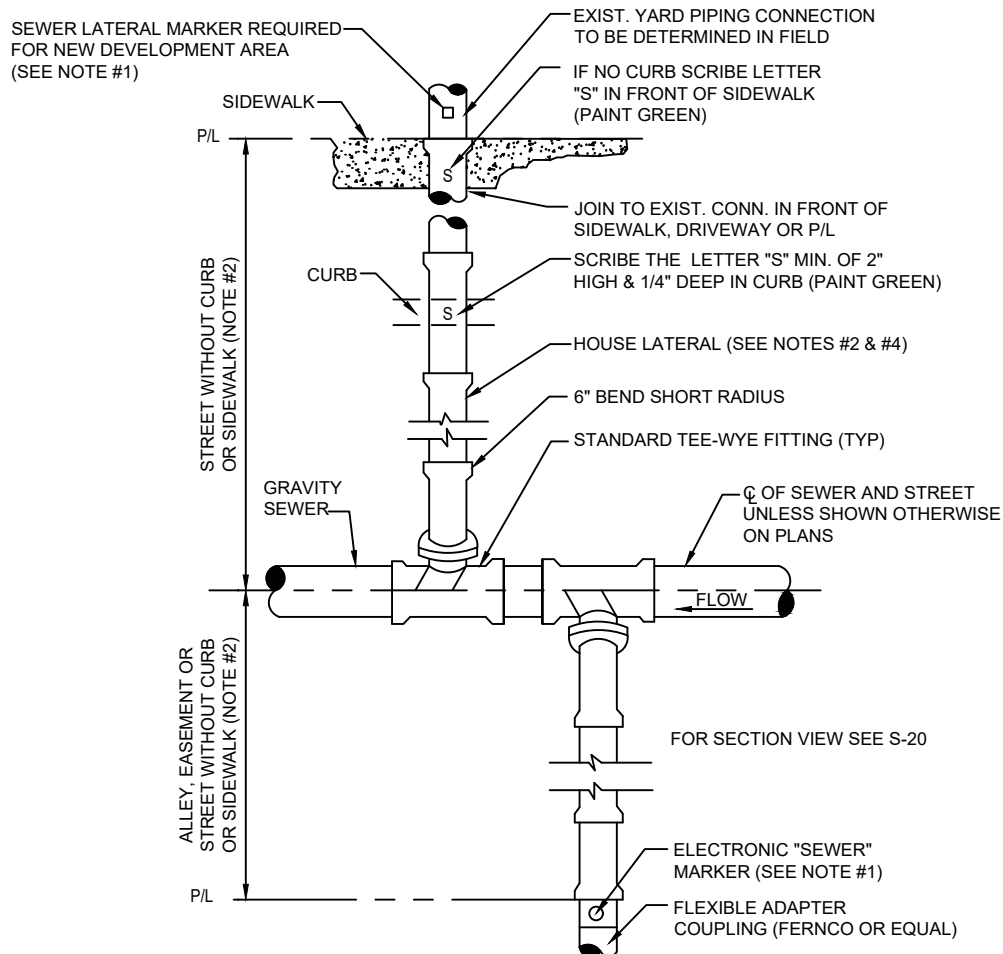 SEWER LATERAL MARKER REQUIRED
FOR NEW DEVELOPMENT AREA
(SEE NOTE #1)
EXIST. YARD PIPING CONNECTION
TO BE DETERMINED IN FIELD
IF NO CURB SCRIBE LETTER
"S" IN FRONT OF SIDEWALK
(PAINT GREEN)
SIDEWALK
P/L
S
JOIN TO EXIST. CONN. IN FRONT OF
SIDEWALK, DRIVEWAY OR P/L
SCRIBE THE LETTER "S" MIN. OF 2"
HIGH & 1/4" DEEP IN CURB (PAINT GREEN)
CURB
S
HOUSE LATERAL (SEE NOTES #2 & #4)
6" BEND SHORT RADIUS
STANDARD TEE-WYE FITTING (TYP)
STREET WITHOUT CURB
OR SIDEWALK (NOTE #2)
GRAVITY
SEWER
℄ OF SEWER AND STREET
UNLESS SHOWN OTHERWISE
ON PLANS
FLOW
ALLEY, EASEMENT OR
STREET WITHOUT CURB
OR SIDEWALK (NOTE #2)
FOR SECTION VIEW SEE S-20
ELECTRONIC "SEWER"
MARKER (SEE NOTE #1)
P/L
FLEXIBLE ADAPTER
COUPLING (FERNCO OR EQUAL)